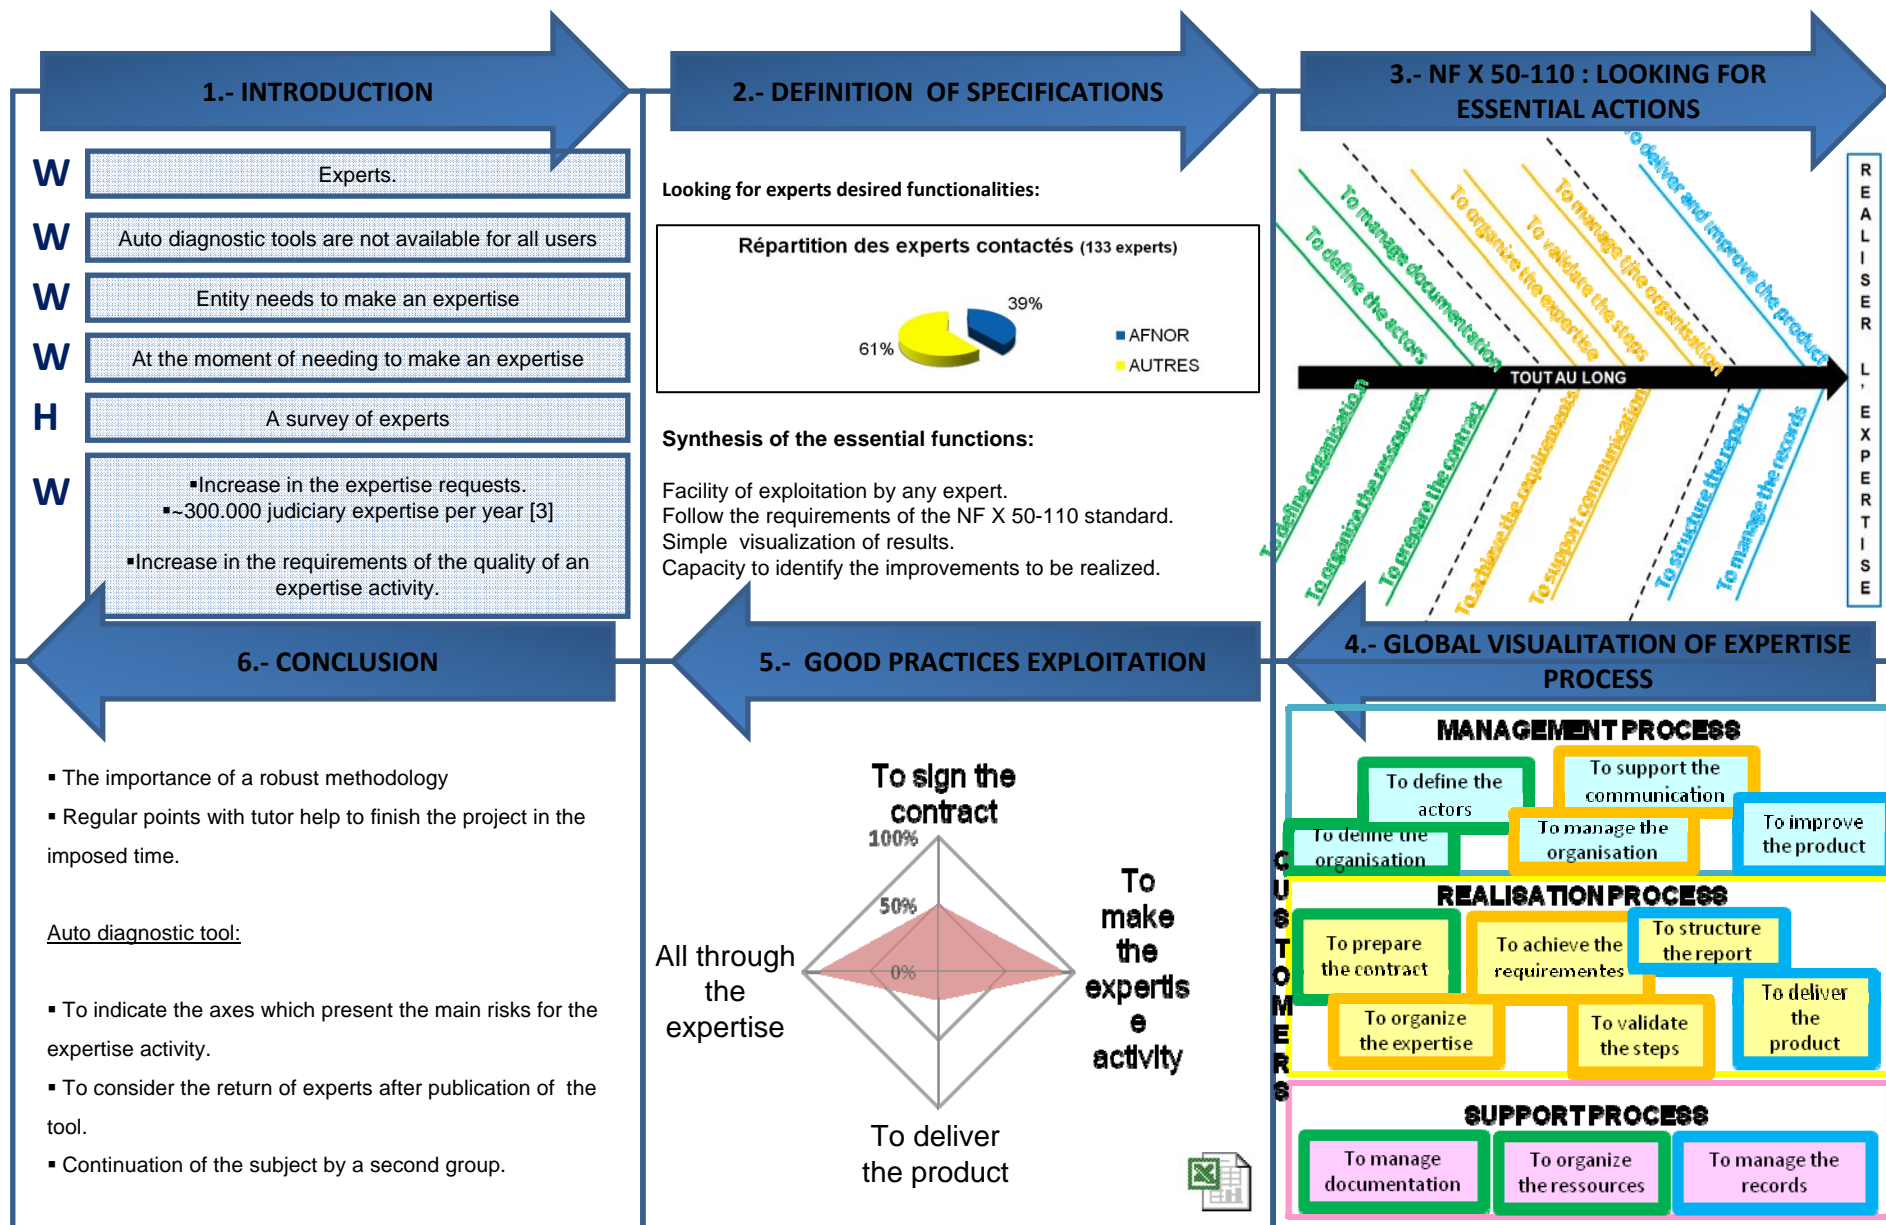 1.- INTRODUCTION
W
Experts.
W
Auto diagnostic tools are not available for all users
W
Entity needs to make an expertise
W
At the moment of needing to make an expertise
H
A survey of experts
W
▪Increase in the expertise requests.
▪~300.000 judiciary expertise per year [3]
▪Increase in the requirements of the quality of an
expertise activity.
2.- DEFINITION OF SPECIFICATIONS
Looking for experts desired functionalities:
Répartition des experts contactés (133 experts)
39%
61%
AFNOR
AUTRES
Synthesis of the essential functions:
Facility of exploitation by any expert.
Follow the requirements of the NF X 50-110 standard.
Simple visualization of results.
Capacity to identify the improvements to be realized.
3.- NF X 50-110 : LOOKING FOR
ESSENTIAL ACTIONS
To define the actors
To manage documentation
To organize the expertise
To validate the steps
To manage the organisation
To deliver and improve the product
TOUT AU LONG
To define organisation
To organize the ressources
To prepare the contract
To achieve the requirements
To support communication
To structure the report
To manage the records
REALISER L' EXPERTISE
4.- GLOBAL VISUALITATION OF EXPERTISE
PROCESS
CUSTOMERS
MANAGEMENT PROCESS
To define the
actors
To support the
communication
To define the
organisation
To manage the
organisation
To improve
the product
REALISATION PROCESS
To prepare
the contract
To achieve the
requirementes
To structure
the report
To organize
the expertise
To validate
the steps
To deliver
the
product
SUPPORT PROCESS
To manage
documentation
To organize
the ressources
To manage the
records
5.- GOOD PRACTICES EXPLOITATION
To sign the
contract
100%
50%
0%
To
make
the
expertis
e
activity
All through
the
expertise
To deliver
the product
6.- CONCLUSION
▪ The importance of a robust methodology
▪ Regular points with tutor help to finish the project in the
imposed time.
Auto diagnostic tool:
▪ To indicate the axes which present the main risks for the
expertise activity.
▪ To consider the return of experts after publication of the
tool.
▪ Continuation of the subject by a second group.